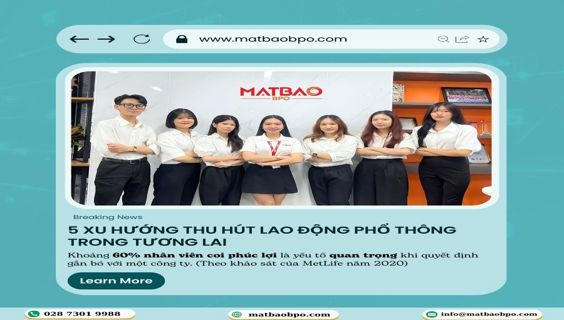 www.matbaobpo.com
MATBAO
BPO
Breaking News
5 XU HƯỚNG THU HÚT LAO ĐỘNG PHỔ THÔNG
TRONG TƯƠNG LAI
Khoảng 60% nhân viên coi phúc lợi là yếu tố quan trọng khi quyết định
gắn bó với một công ty. (Theo khảo sát của MetLife năm 2020)
Learn More
028 7301 9988
matbaobpo.com
info@matbaobpo.com